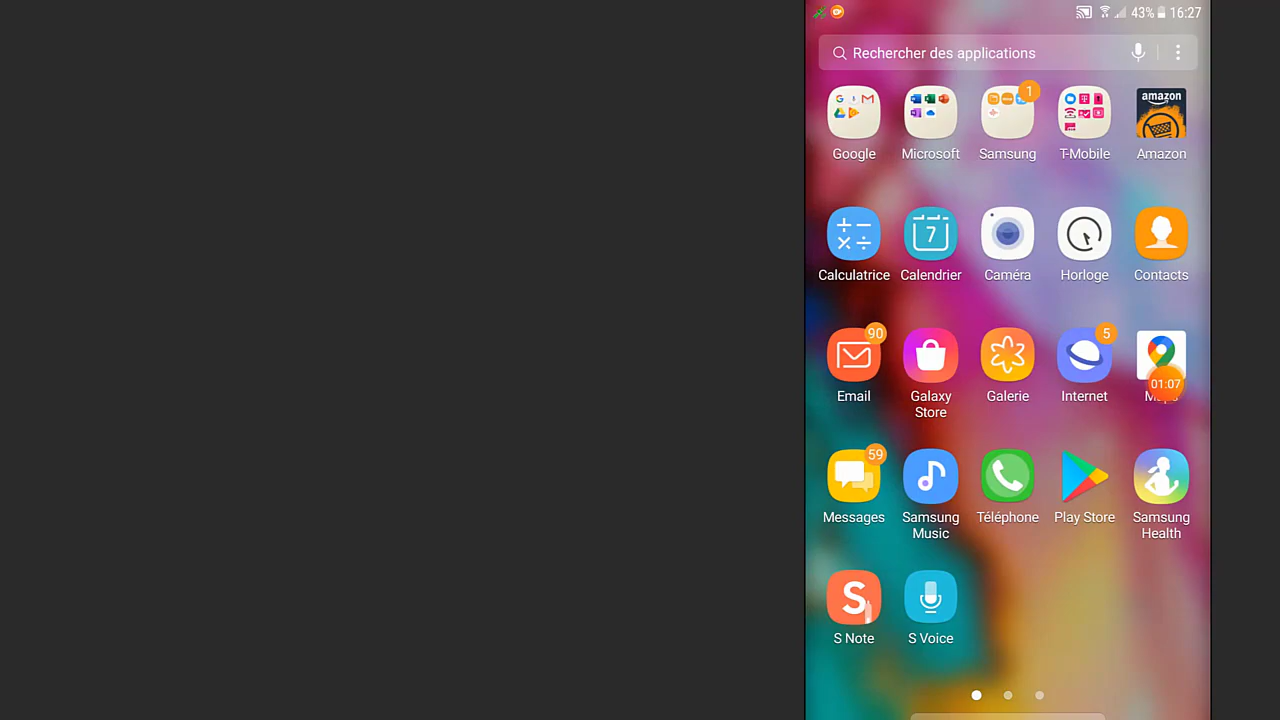 43% 16:27
Rechercher des applications
1
amazon
Google Microsoft Samsung T-Mobile Amazon
7
Calculatrice Calendrier Caméra Horloge Contacts
90 5
01:07
Email Galaxy Store Galerie Internet Maps
59
Messages Samsung Music Téléphone Play Store Samsung Health
S Note S Voice